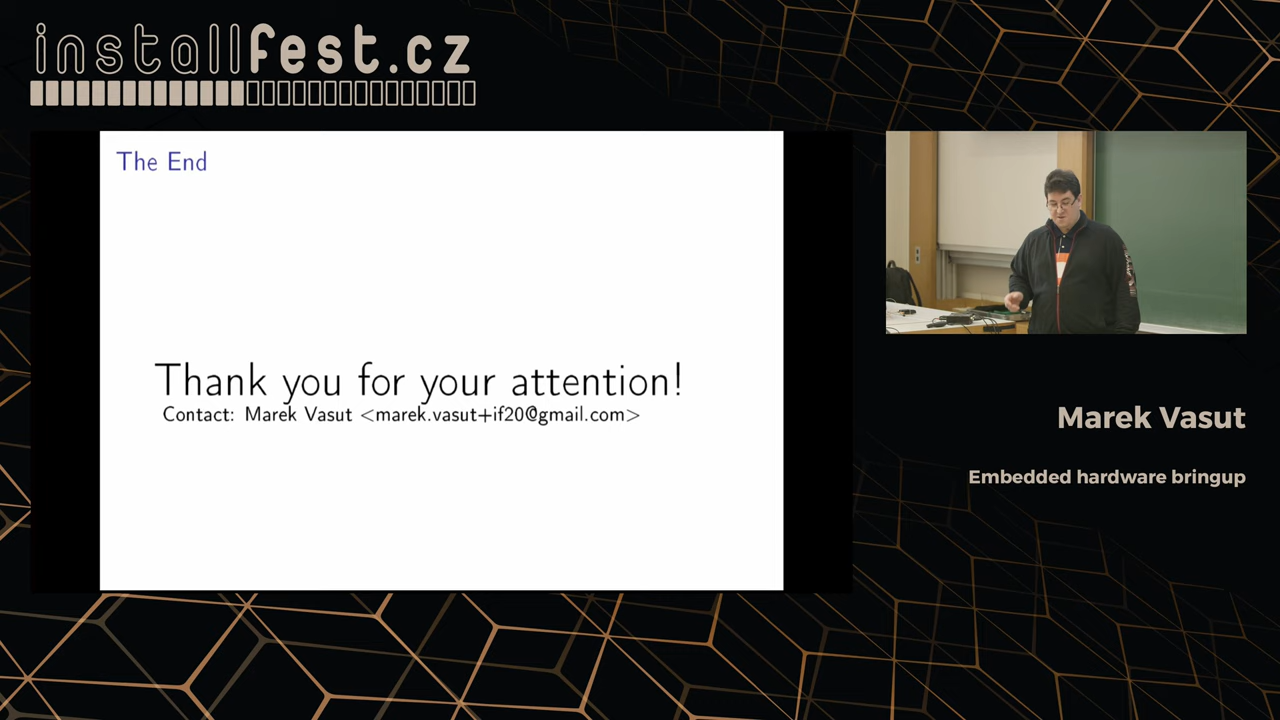 installfest.cz
The End
Thank you for your attention!
Contact: Marek Vasut <marek.vasut+if20@gmail.com>
Marek Vasut
Embedded hardware bringup